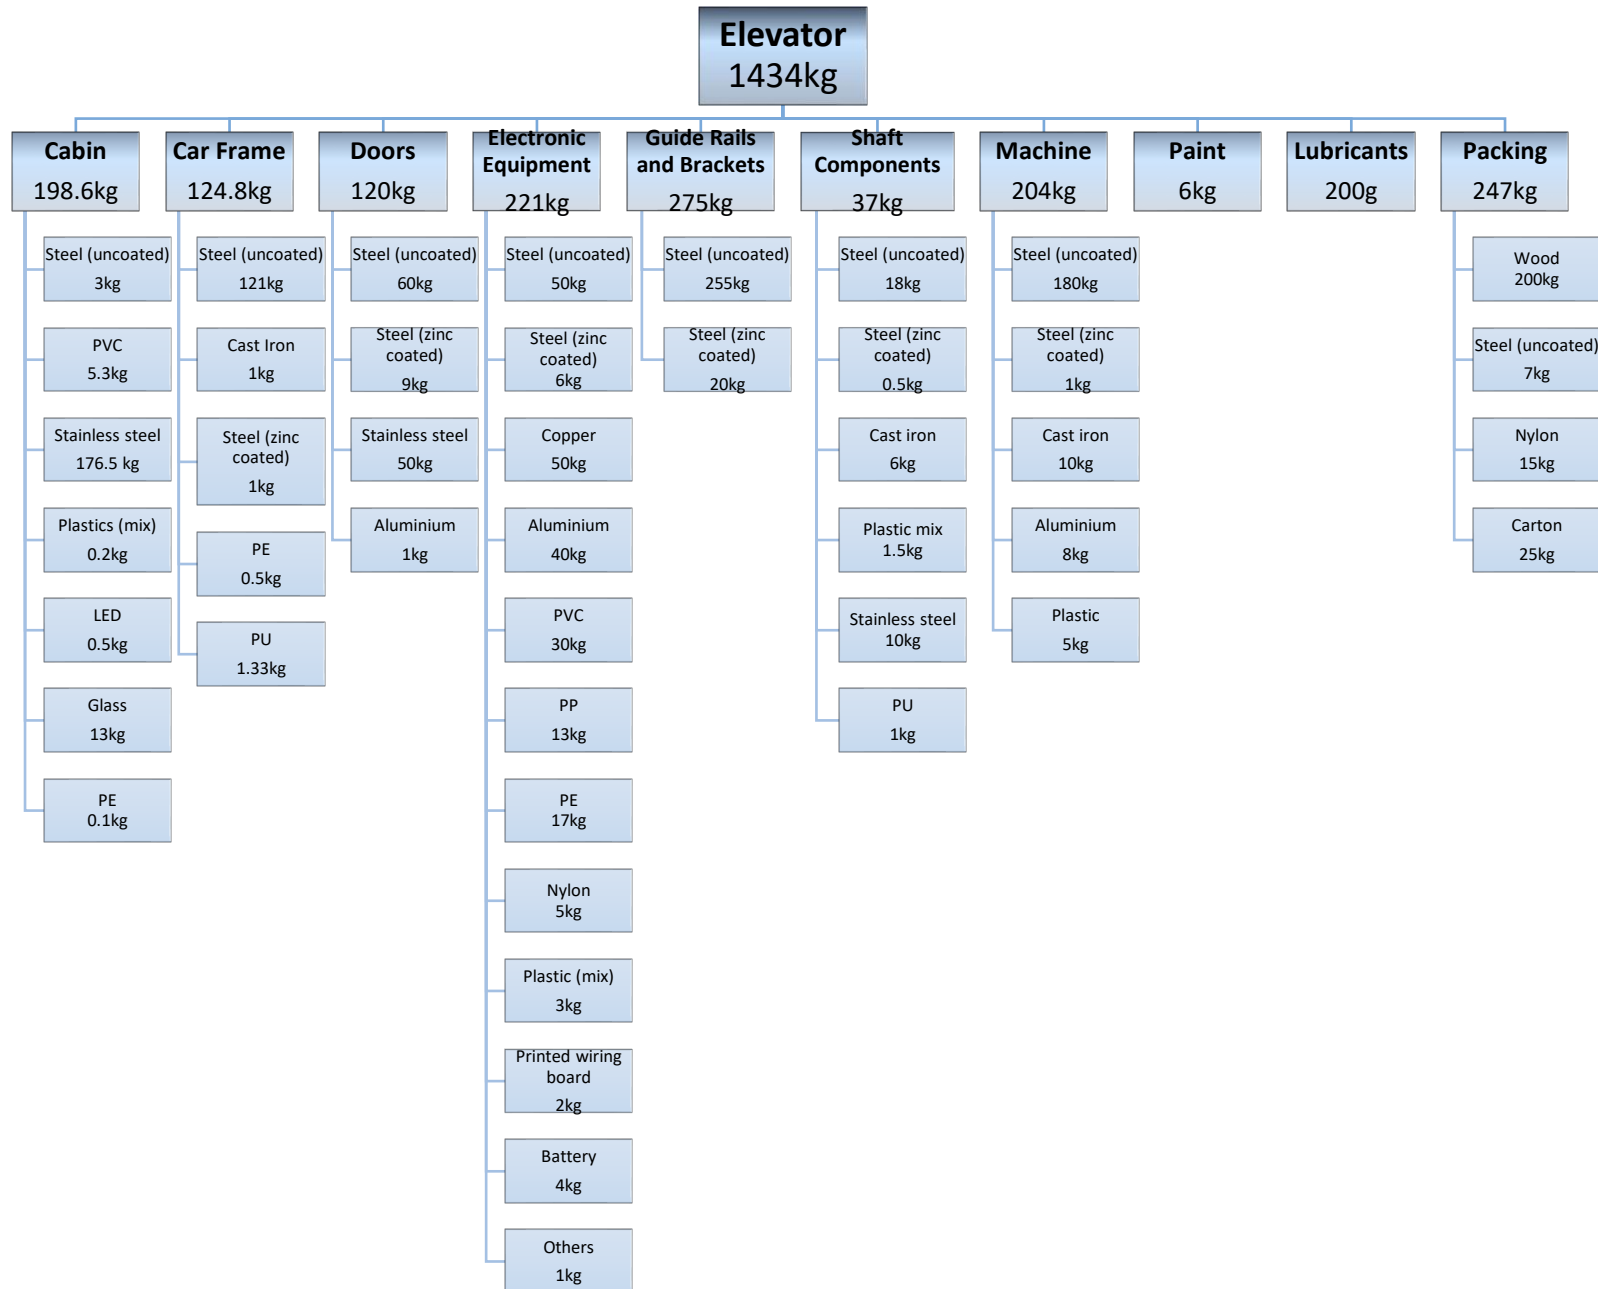 Elevator
1434kg
Cabin
198.6kg
Steel (uncoated)
3kg
PVC
5.3kg
Stainless steel
176.5 kg
Plastics (mix)
0.2kg
LED
0.5kg
Glass
13kg
PE
0.1kg
Car Frame
124.8kg
Steel (uncoated)
121kg
Cast Iron
1kg
Steel (zinc
coated)
1kg
PE
0.5kg
PU
1.33kg
Doors
120kg
Steel (uncoated)
60kg
Steel (zinc
coated)
9kg
Stainless steel
50kg
Aluminium
1kg
Electronic
Equipment
221kg
Steel (uncoated)
50kg
Steel (zinc
coated)
6kg
Copper
50kg
Aluminium
40kg
PVC
30kg
PP
13kg
PE
17kg
Nylon
5kg
Plastic (mix)
3kg
Printed wiring
board
2kg
Battery
4kg
Others
1kg
Guide Rails
and Brackets
275kg
Steel (uncoated)
255kg
Steel (zinc
coated)
20kg
Shaft
Components
37kg
Steel (uncoated)
18kg
Steel (zinc
coated)
0.5kg
Cast iron
6kg
Plastic mix
1.5kg
Stainless steel
10kg
PU
1kg
Machine
204kg
Steel (uncoated)
180kg
Steel (zinc
coated)
1kg
Cast iron
10kg
Aluminium
8kg
Plastic
5kg
Paint
6kg
Lubricants
200g
Packing
247kg
Wood
200kg
Steel (uncoated)
7kg
Nylon
15kg
Carton
25kg